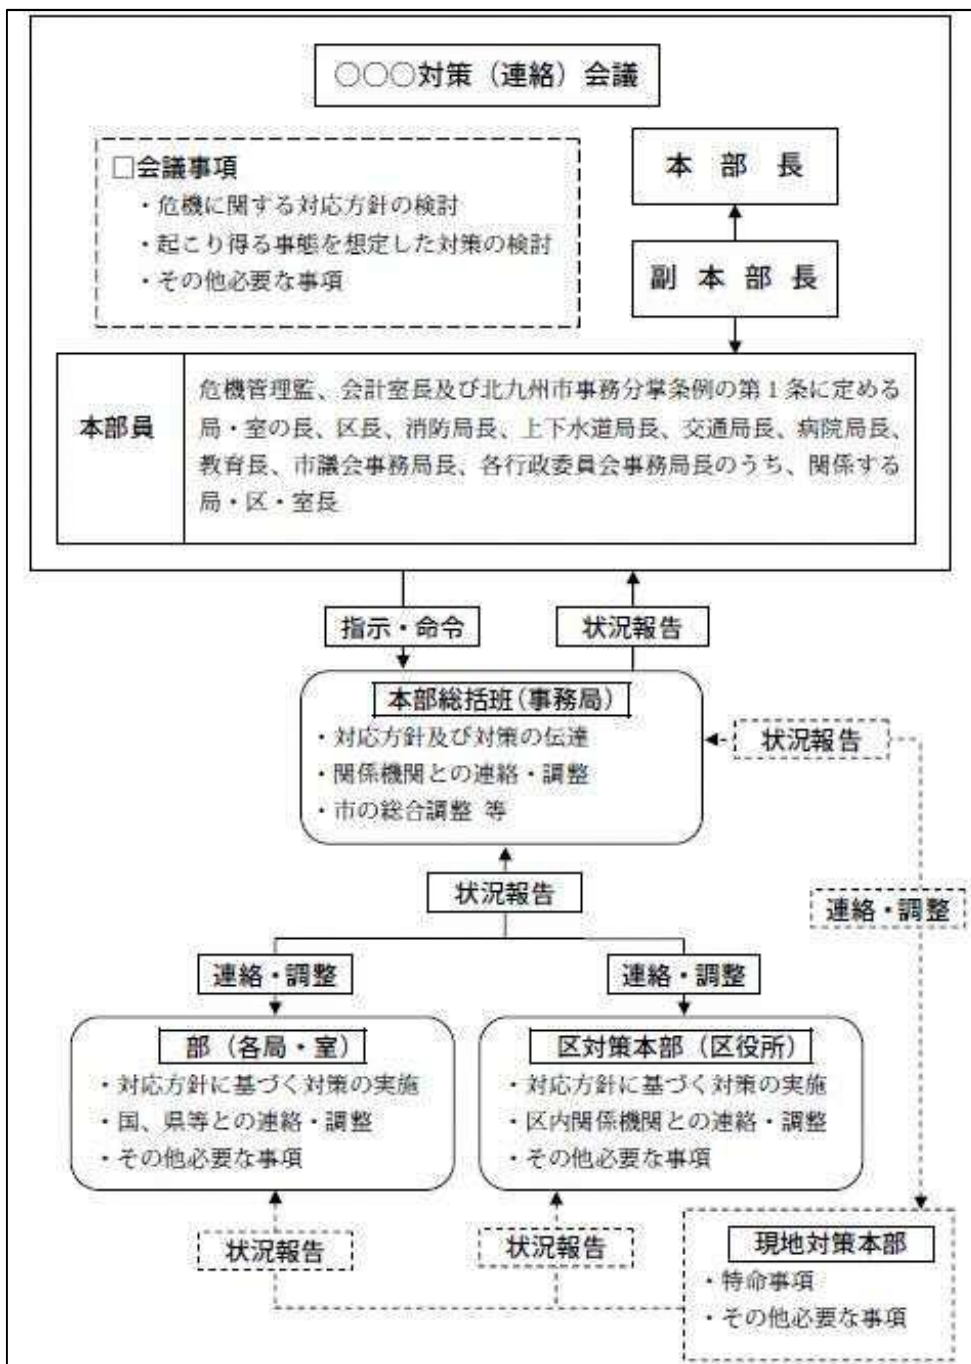 ○○○対策（連絡）会議
□会議事項
・危機に関する対応方針の検討
・起こり得る事態を想定した対策の検討
・その他必要な事項
本 部 長
副 本 部 長
本部員
危機管理監、会計室長及び北九州市事務分掌条例の第１条に定める
局・室の長、区長、消防局長、上下水道局長、交通局長、病院局長、
教育長、市議会事務局長、各行政委員会事務局長のうち、関係する
局・区・室長
指示・命令
状況報告
本部総括班(事務局)
・対応方針及び対策の伝達
・関係機関との連絡・調整
・市の総合調整 等
状況報告
状況報告
連絡・調整
連絡・調整
連絡・調整
部（各局・室）
・対応方針に基づく対策の実施
・国、県等との連絡・調整
・その他必要な事項
区対策本部（区役所）
・対応方針に基づく対策の実施
・区内関係機関との連絡・調整
・その他必要な事項
状況報告
状況報告
現地対策本部
・特命事項
・その他必要な事項